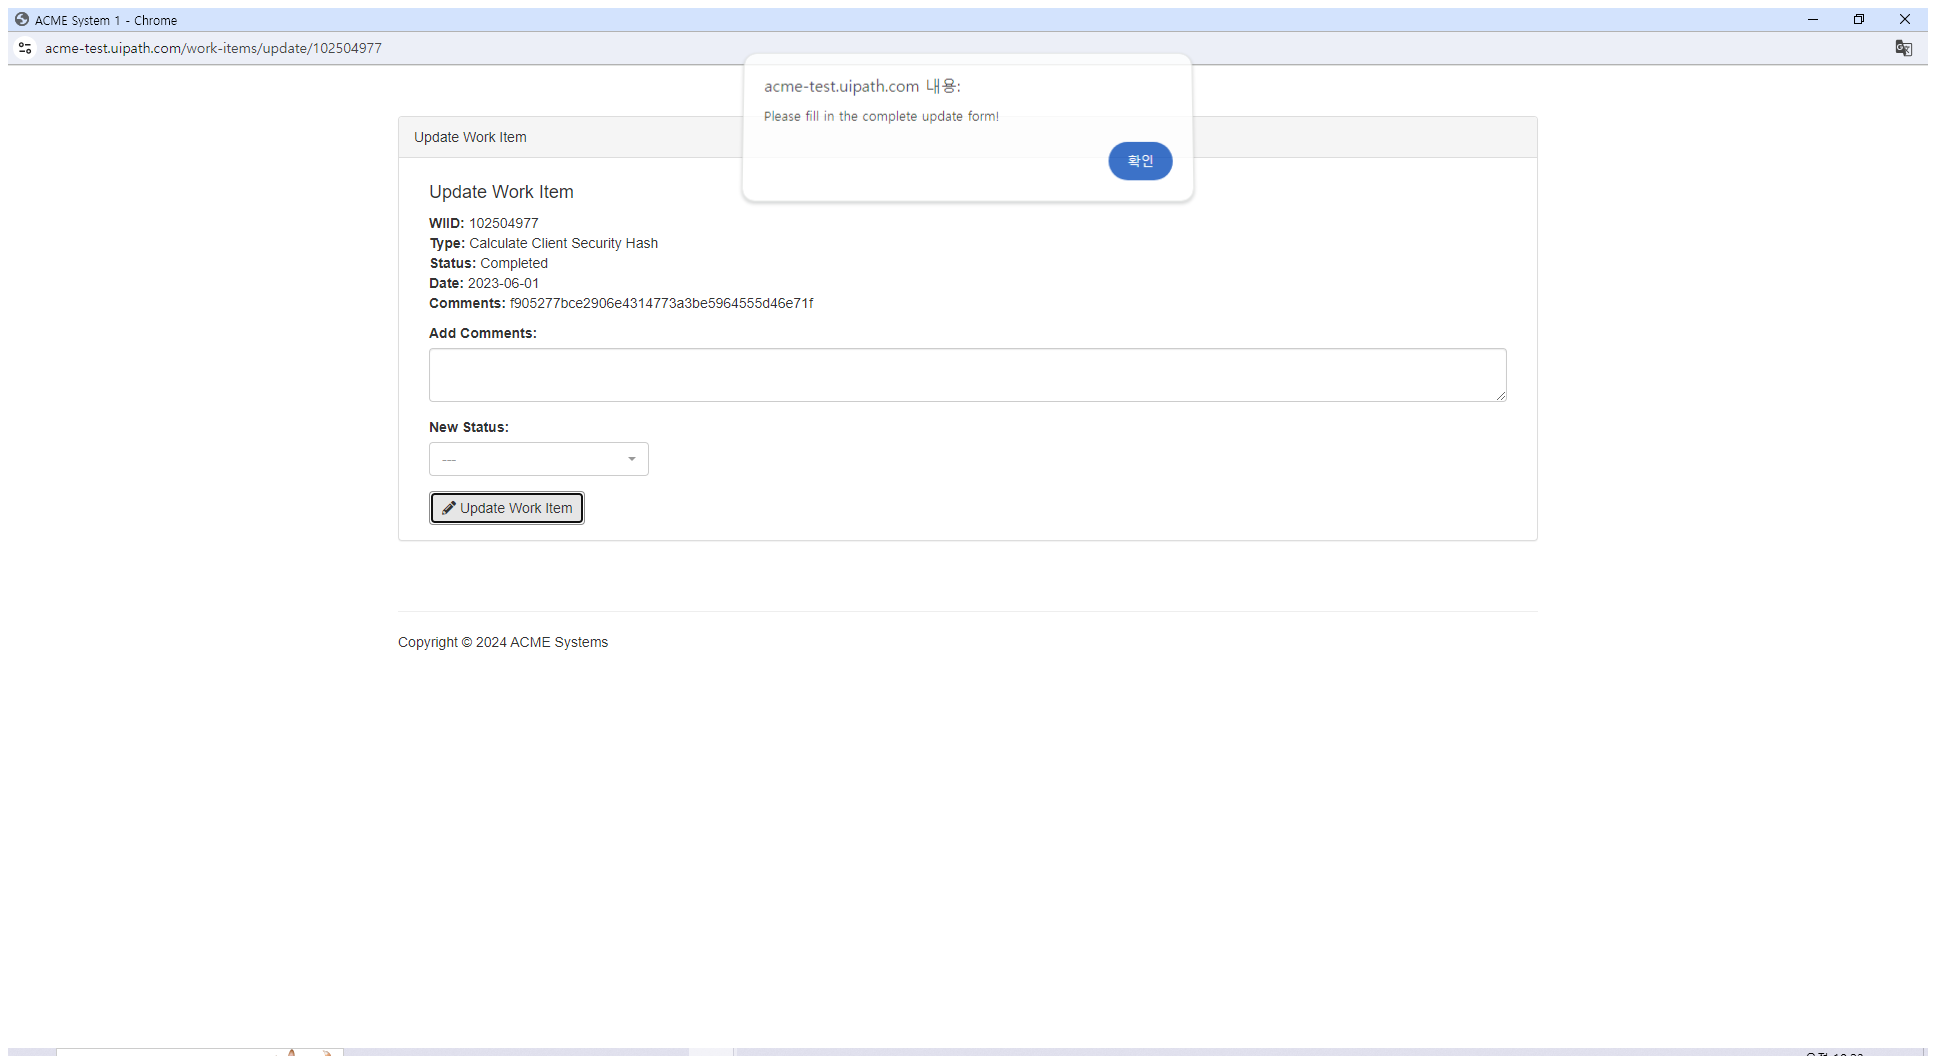 ACME System 1 - Chrome
acme-test.uipath.com/work-items/update/102504977
acme-test.uipath.com 내용:
Please fill in the complete update form!
확인
Update Work Item
Update Work Item
WIID: 102504977
Type: Calculate Client Security Hash
Status: Completed
Date: 2023-06-01
Comments: f905277bce2906e4314773a3be5964555d46e71f
Add Comments:
New Status:
---
Update Work Item
Copyright © 2024 ACME Systems